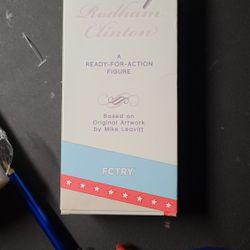 Rodham
Clinton
A
READY-FOR-ACTION
FIGURE
Based on
Original Artwork
by Mike Leavitt
FCTRY